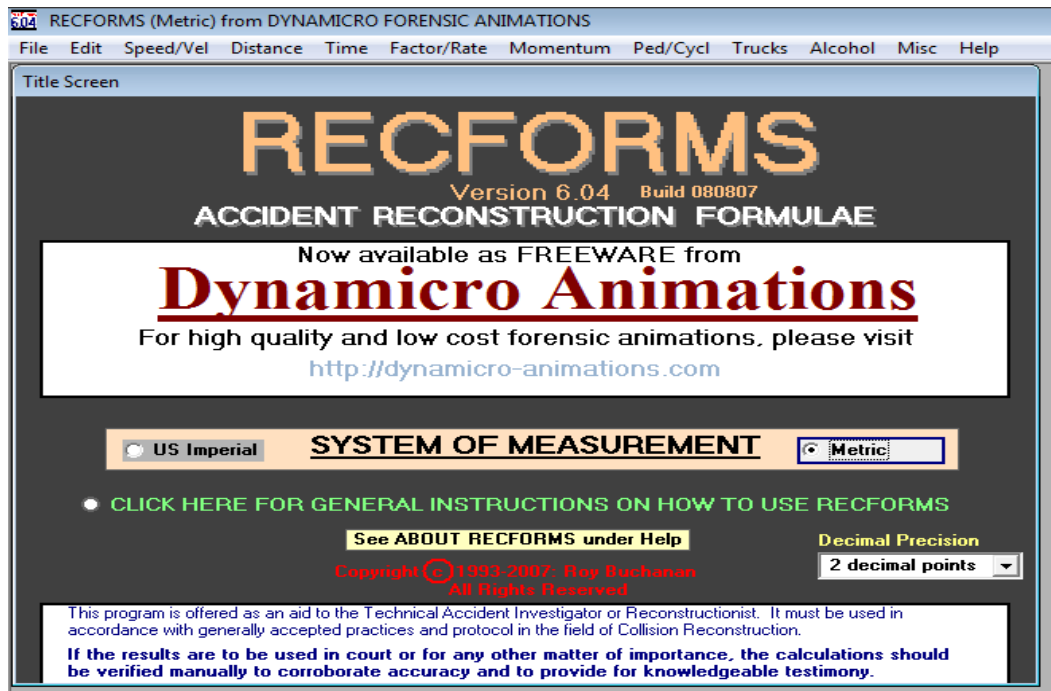 6.04 RECFORMS (Metric) from DYNAMICRO FORENSIC ANIMATIONS
File Edit Speed/Vel Distance Time Factor/Rate Momentum Ped/Cycl Trucks Alcohol Misc Help
Title Screen
RECFORMS
Version 6.04 Build 080807
ACCIDENT RECONSTRUCTION FORMULAE
Now available as FREEWARE from
Dynamicro Animations
For high quality and low cost forensic animations, please visit
http://dynamicro-animations.com
US Imperial SYSTEM OF MEASUREMENT Metric
CLICK HERE FOR GENERAL INSTRUCTIONS ON HOW TO USE RECFORMS
See ABOUT RECFORMS under Help
Decimal Precision
2 decimal points
Copyright (c) 1993-2007: Roy Buchanan
All Rights Reserved
This program is offered as an aid to the Technical Accident Investigator or Reconstructionist. It must be used in
accordance with generally accepted practices and protocol in the field of Collision Reconstruction.
If the results are to be used in court or for any other matter of importance, the calculations should
be verified manually to corroborate accuracy and to provide for knowledgeable testimony.